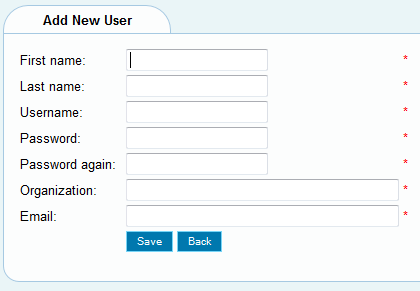 Add New User
First name: *
Last name: *
Username: *
Password: *
Password again: *
Organization: *
Email: *
Save Back